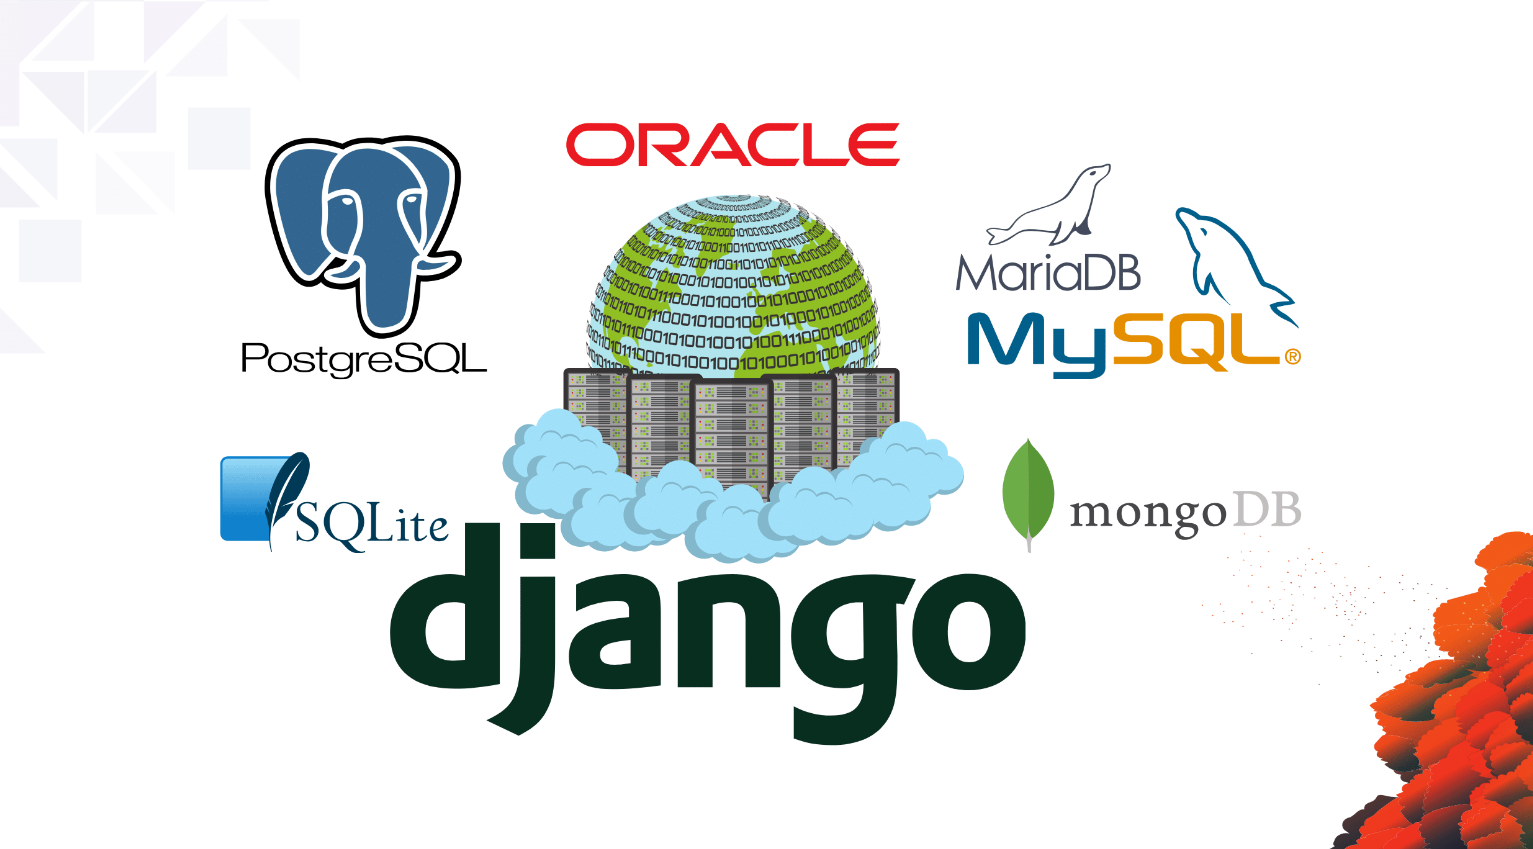 ORACLE
PostgreSQL
MariaDB
MySQL®
SQLite
mongoDB
django